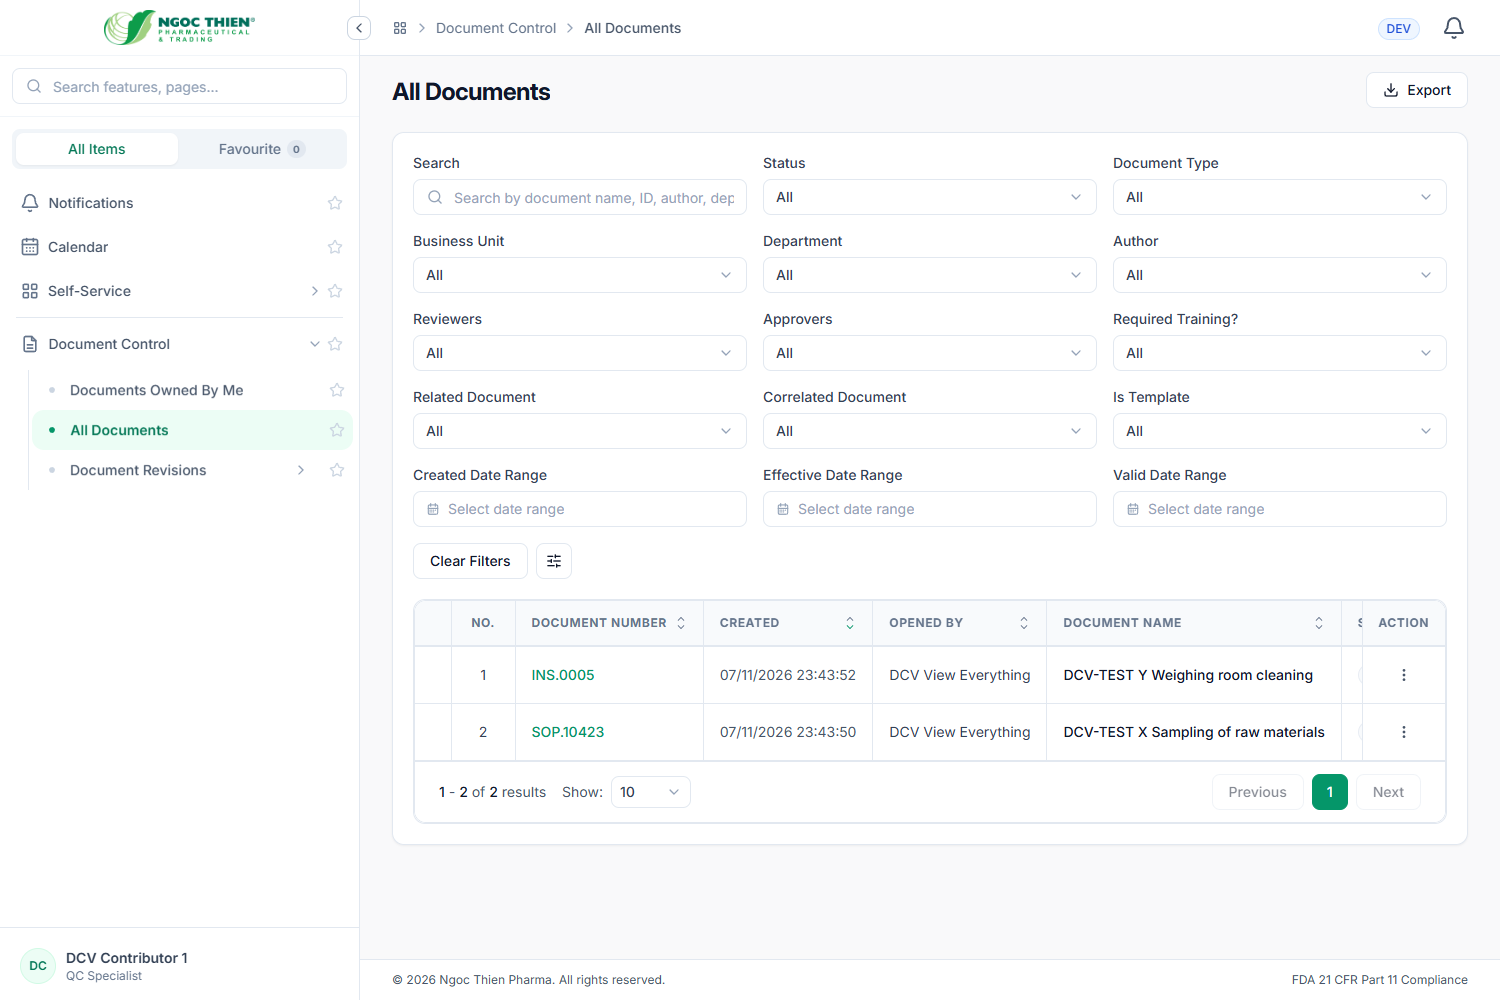 NGOC THIEN®
PHARMACEUTICAL
& TRADING
Document Control
All Documents
DEV
Search features, pages...
All Items
Favourite 0
Notifications
Calendar
Self-Service
Document Control
Documents Owned By Me
All Documents
Document Revisions
DC
DCV Contributor 1
QC Specialist
All Documents
Export
Search
Status
Document Type
Search by document name, ID, author, dep
All
All
Business Unit
Department
Author
All
All
All
Reviewers
Approvers
Required Training?
All
All
All
Related Document
Correlated Document
Is Template
All
All
All
Created Date Range
Effective Date Range
Valid Date Range
Select date range
Select date range
Select date range
Clear Filters
NO. DOCUMENT NUMBER CREATED OPENED BY DOCUMENT NAME ACTION
1 INS.0005 07/11/2026 23:43:52 DCV View Everything DCV-TEST Y Weighing room cleaning
2 SOP.10423 07/11/2026 23:43:50 DCV View Everything DCV-TEST X Sampling of raw materials
1 - 2 of 2 results Show: 10 Previous 1 Next
© 2026 Ngoc Thien Pharma. All rights reserved.
FDA 21 CFR Part 11 Compliance